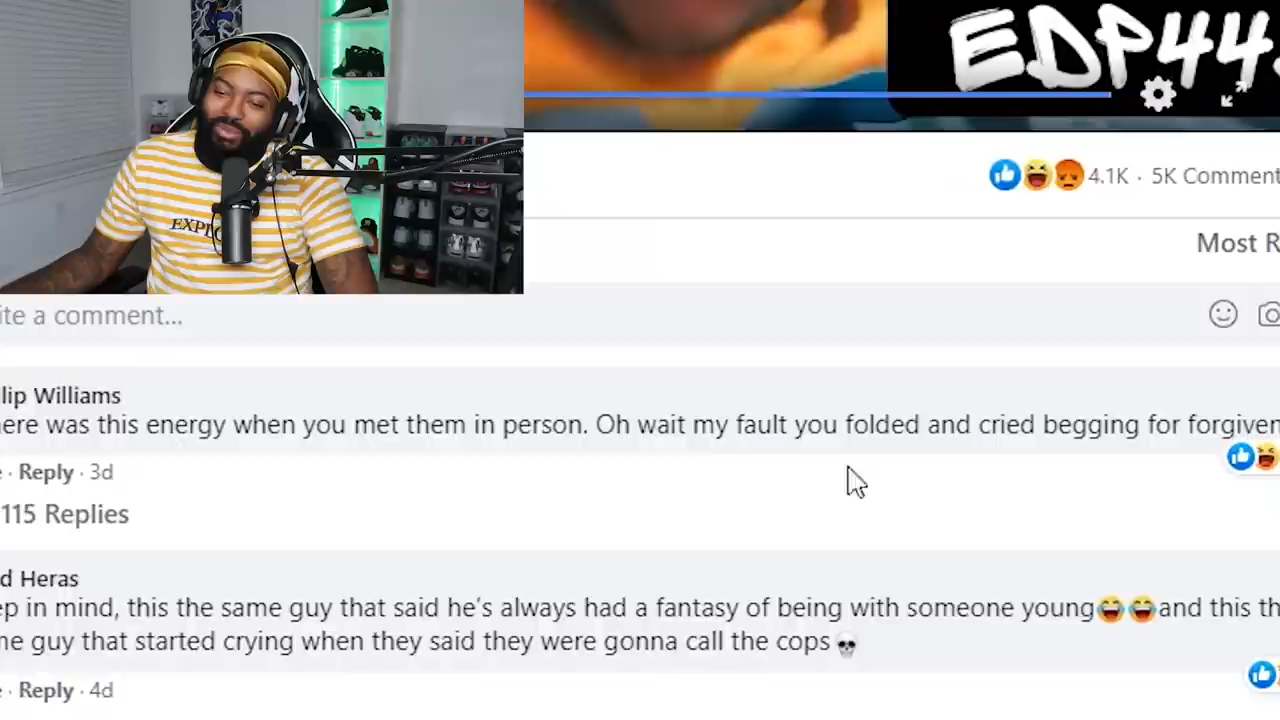 EDP44
EXPLO
4.1K · 5K Comment
Most R
ite a comment...
lip Williams
ere was this energy when you met them in person. Oh wait my fault you folded and cried begging for forgiven
· Reply · 3d
115 Replies
d Heras
ep in mind, this the same guy that said he's always had a fantasy of being with someone young😂😂and this th
me guy that started crying when they said they were gonna call the cops💀
· Reply · 4d